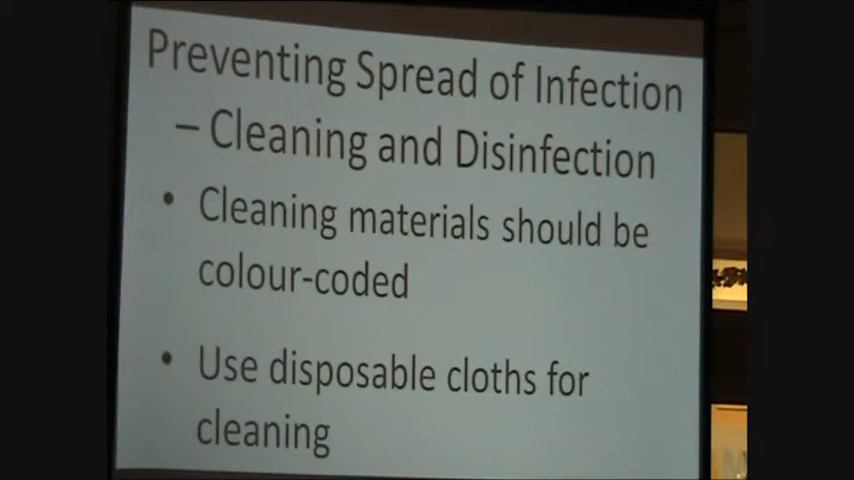 Preventing Spread of Infection
– Cleaning and Disinfection
• Cleaning materials should be
colour-coded
• Use disposable cloths for
cleaning